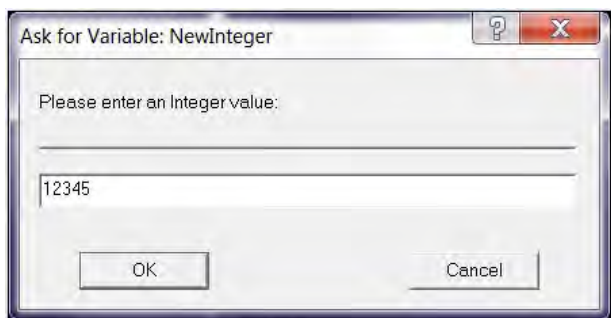 Ask for Variable: NewInteger
Please enter an Integer value:
12345
OK Cancel